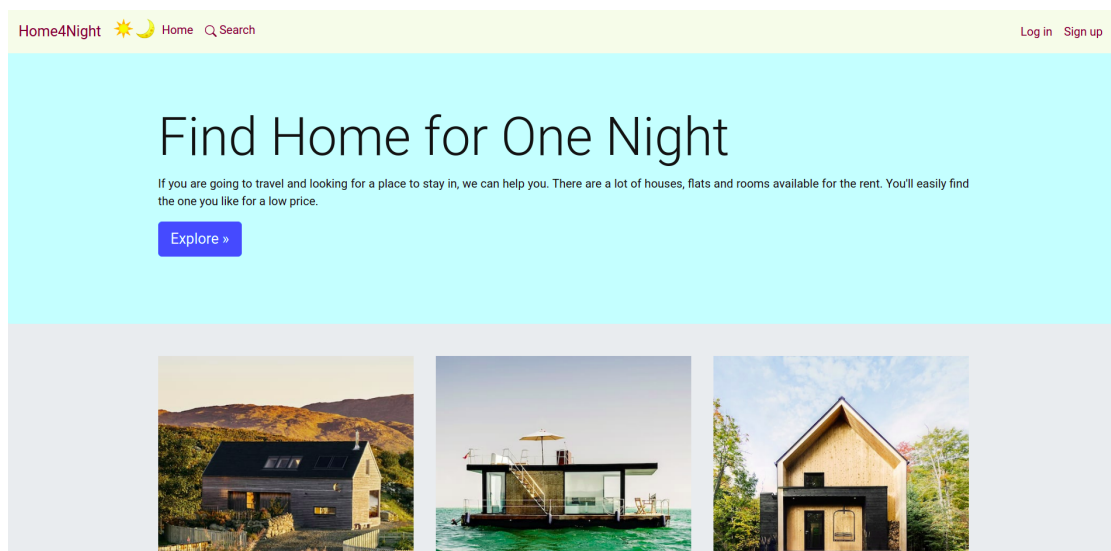 Home4Night Home Search Log in Sign up
Find Home for One Night
If you are going to travel and looking for a place to stay in, we can help you. There are a lot of houses, flats and rooms available for the rent. You'll easily find
the one you like for a low price.
Explore »